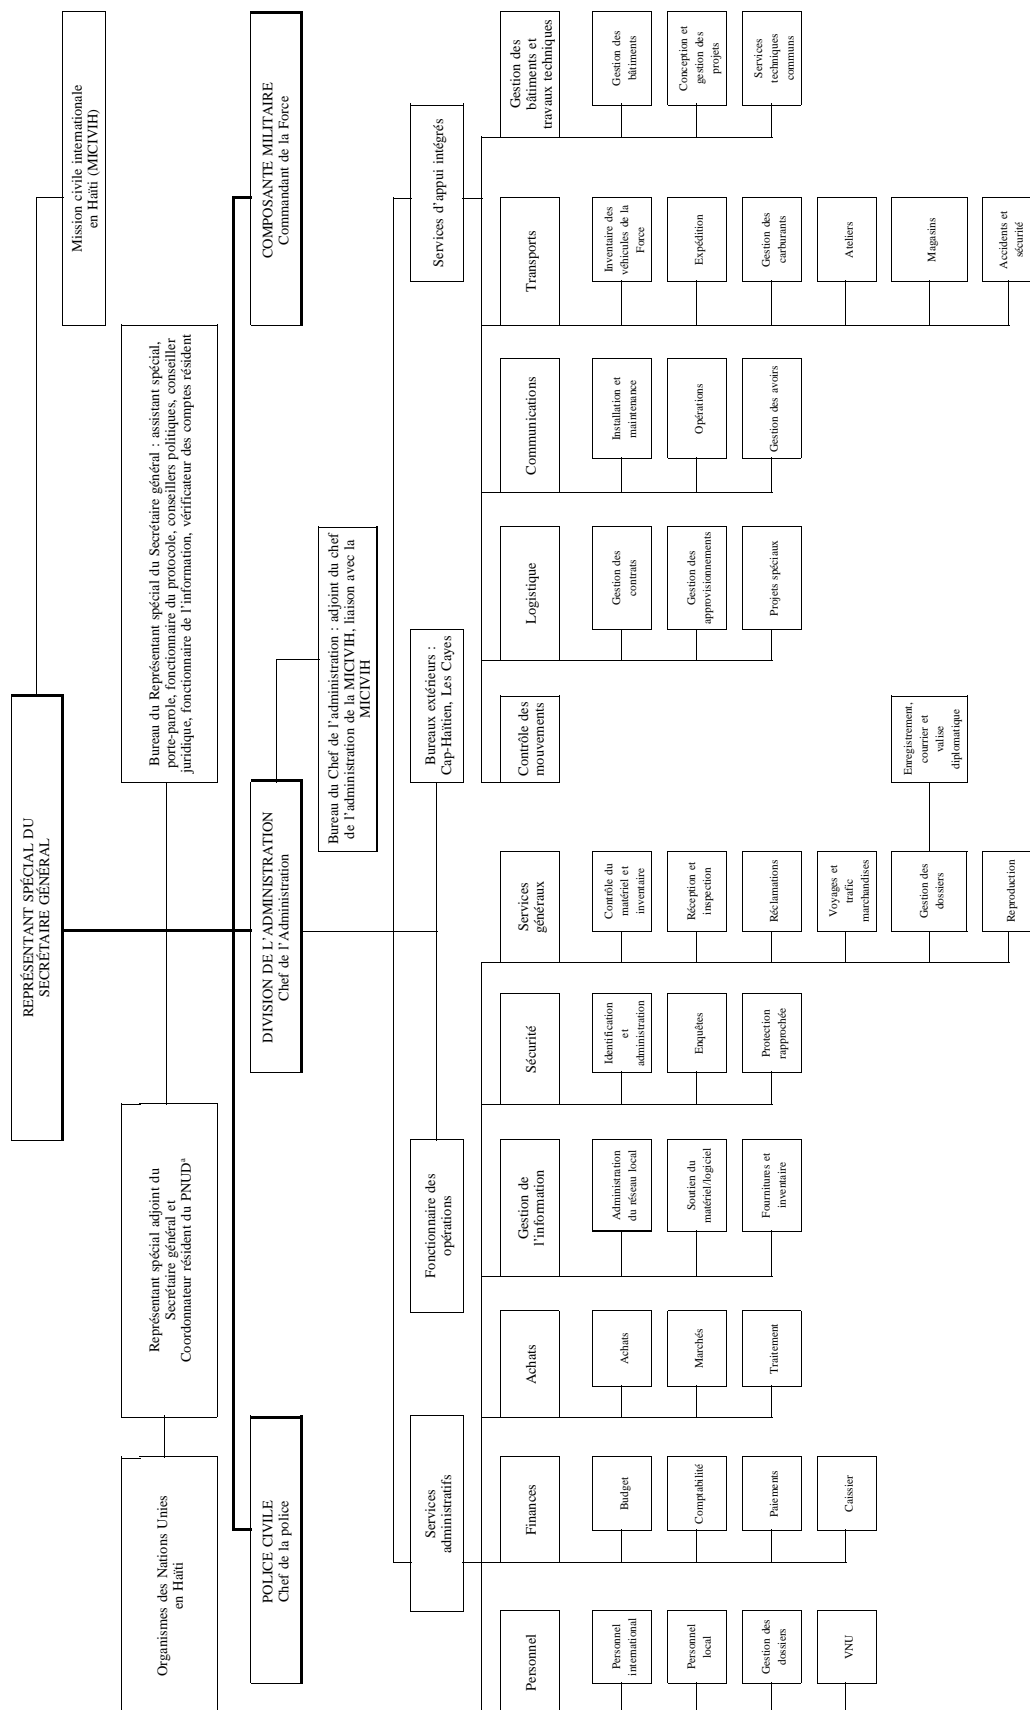 REPRÉSENTANT SPÉCIAL DU
SECRÉTAIRE GÉNÉRAL
Mission civile internationale
en Haïti (MICIVIH)
Organismes des Nations Unies
en Haïti
Représentant spécial adjoint du
Secrétaire général et
Coordonnateur résident du PNUDª
Bureau du Représentant spécial du Secrétaire général : assistant spécial,
porte-parole, fonctionnaire du protocole, conseillers politiques, conseiller
juridique, fonctionnaire de l'information, vérificateur des comptes résident
POLICE CIVILE
Chef de la police
DIVISION DE L'ADMINISTRATION
Chef de l'Administration
COMPOSANTE MILITAIRE
Commandant de la Force
Bureau du Chef de l'administration : adjoint du chef
de l'administration de la MICIVIH, liaison avec la
MICIVIH
Services
administratifs
Fonctionnaire des
opérations
Bureaux extérieurs :
Cap-Haïtien, Les Cayes
Services d'appui intégrés
Personnel
Personnel
international
Personnel
local
Gestion des
dossiers
VNU
Finances
Budget
Comptabilité
Paiements
Caissier
Achats
Achats
Marchés
Traitement
Gestion de
l'information
Administration
du réseau local
Soutien du
matériel/logiciel
Fournitures et
inventaire
Sécurité
Identification
et
administration
Enquêtes
Protection
rapprochée
Services
généraux
Contrôle du
matériel et
inventaire
Réception et
inspection
Réclamations
Voyages et
trafic
marchandises
Gestion des
dossiers
Enregistrement,
courrier et
valise
diplomatique
Reproduction
Contrôle des
mouvements
Logistique
Gestion des
contrats
Gestion des
approvisionnements
Projets spéciaux
Communications
Installation et
maintenance
Opérations
Gestion des avoirs
Transports
Inventaire des
véhicules de la
Force
Expédition
Gestion des
carburants
Ateliers
Magasins
Accidents et
sécurité
Gestion des
bâtiments et
travaux techniques
Gestion des
bâtiments
Conception et
gestion des
projets
Services
techniques
communs